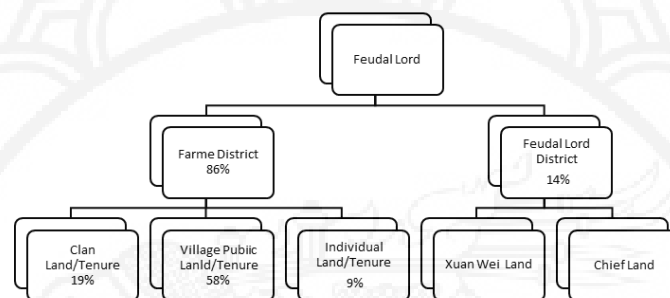 Feudal Lord
Farme District
86%
Feudal Lord
District
14%
Clan
Land/Tenure
19%
Village Pubiic
Lanld/Tenure
58%
Individual
Land/Tenure
9%
Xuan Wei Land
Chief Land